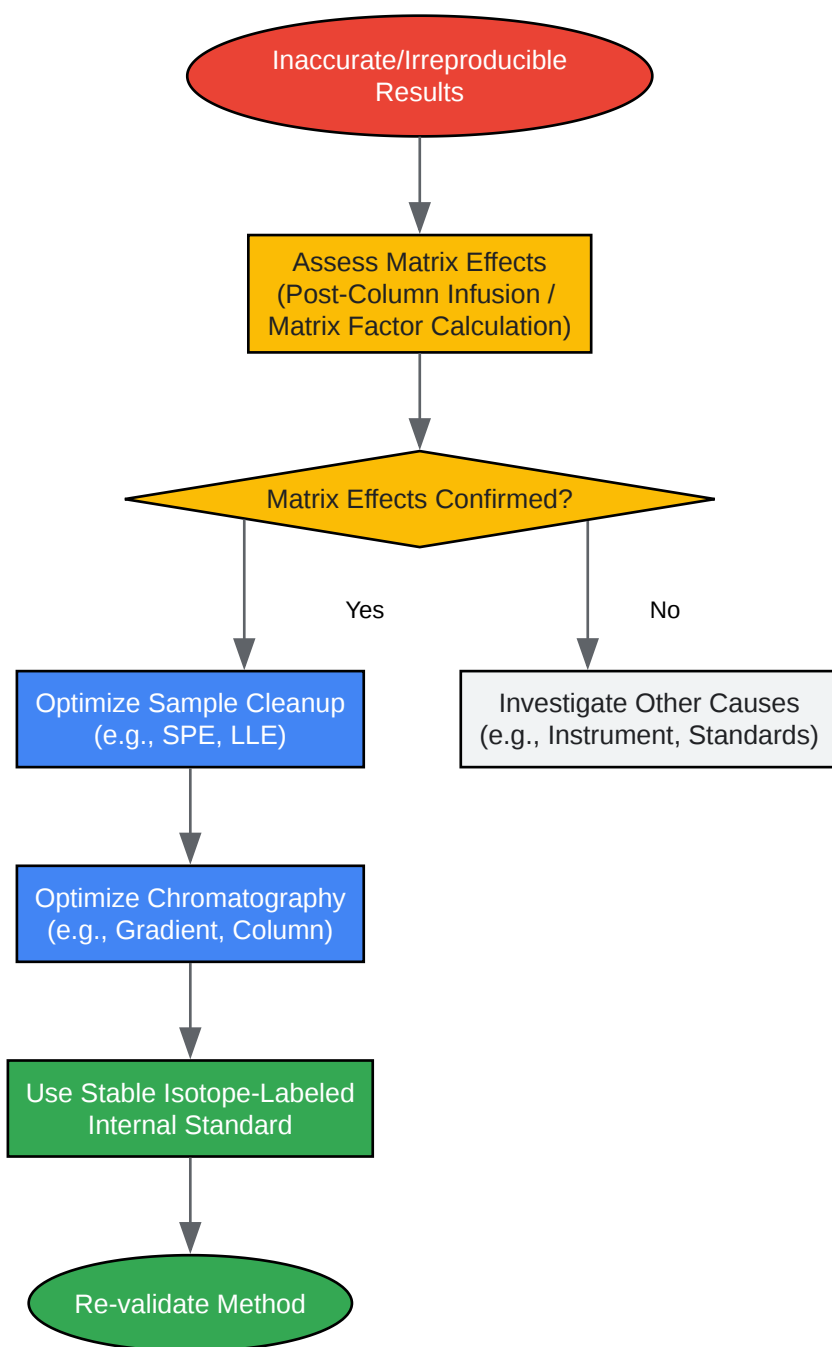 Inaccurate/Irreproducible
Results
Assess Matrix Effects
(Post-Column Infusion /
Matrix Factor Calculation)
Matrix Effects Confirmed?
Yes
No
Optimize Sample Cleanup
(e.g., SPE, LLE)
Investigate Other Causes
(e.g., Instrument, Standards)
Optimize Chromatography
(e.g., Gradient, Column)
Use Stable Isotope-Labeled
Internal Standard
Re-validate Method